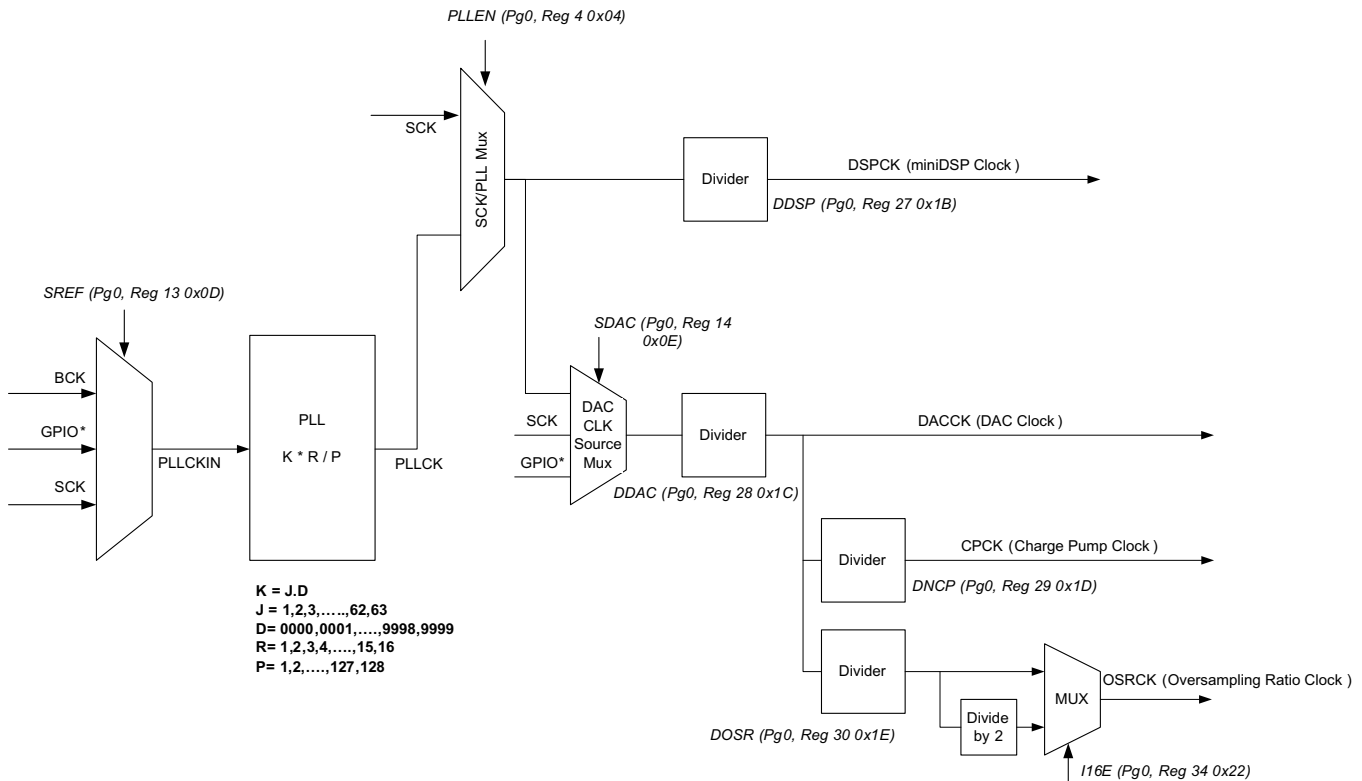 PLLEN (Pg0, Reg 4 0x04)
SCK
SCK/PLL Mux
Divider
DSPCK (miniDSP Clock )
DDSP (Pg0, Reg 27 0x1B)
SREF (Pg0, Reg 13 0x0D)
BCK
GPIO*
SCK
PLLCKIN
PLL
K * R / P
PLLCK
K = J.D
J = 1,2,3,.....,62,63
D= 0000,0001,....,9998,9999
R= 1,2,3,4,....,15,16
P= 1,2,....,127,128
SDAC (Pg0, Reg 14
0x0E)
SCK
GPIO*
DAC
CLK
Source
Mux
Divider
DDAC (Pg0, Reg 28 0x1C)
DACCK (DAC Clock )
Divider
CPCK (Charge Pump Clock )
DNCP (Pg0, Reg 29 0x1D)
Divider
DOSR (Pg0, Reg 30 0x1E)
Divide
by 2
MUX
OSRCK (Oversampling Ratio Clock )
I16E (Pg0, Reg 34 0x22)